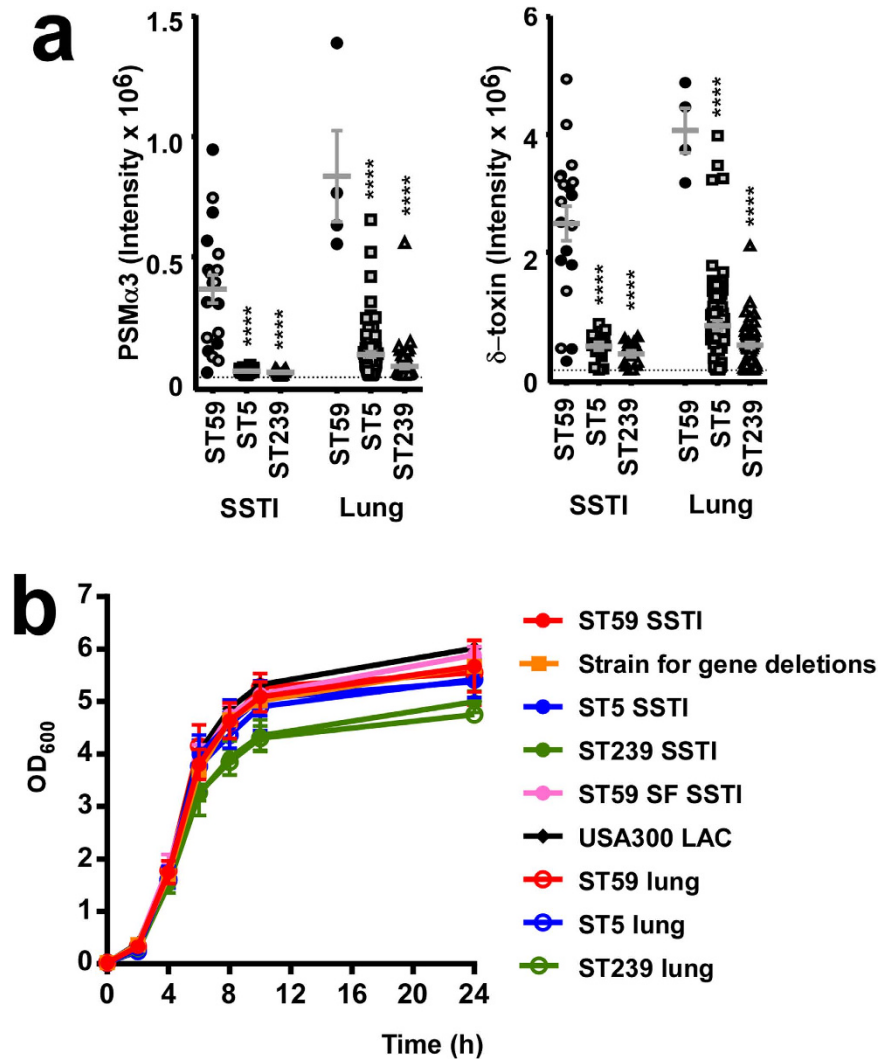 a
PSMα3 (Intensity x 10⁶)
1.5
1.0
0.5
0
****
****
****
****
ST59
ST5
ST239
ST59
ST5
ST239
SSTI
Lung
δ–toxin (Intensity x 10⁶)
6
4
2
0
****
****
****
****
ST59
ST5
ST239
ST59
ST5
ST239
SSTI
Lung
b
OD₆₀₀
7
6
5
4
3
2
1
0
0 4 8 12 16 20 24
Time (h)
ST59 SSTI
Strain for gene deletions
ST5 SSTI
ST239 SSTI
ST59 SF SSTI
USA300 LAC
ST59 lung
ST5 lung
ST239 lung